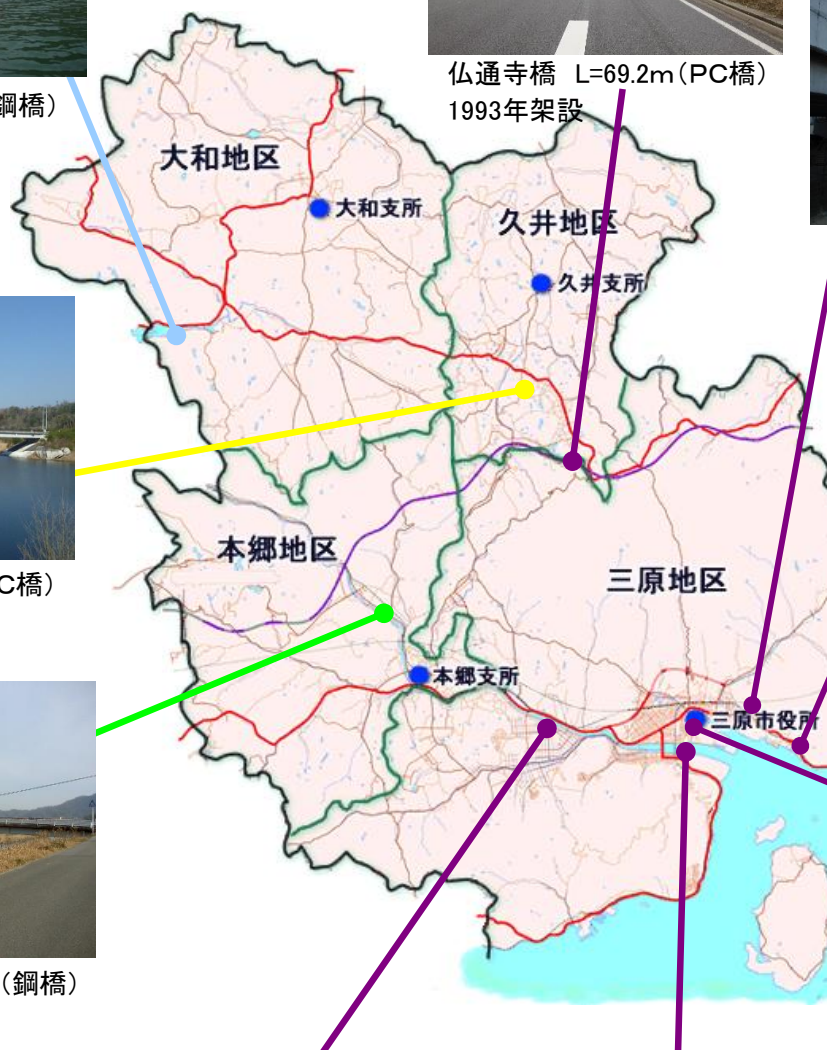 仏通寺橋 L=69.2m(PC橋)
1993年架設
鋼橋)
大和地区
大和支所
久井地区
久井支所
C橋)
本郷地区
三原地区
本郷支所
三原市役所
(鋼橋)